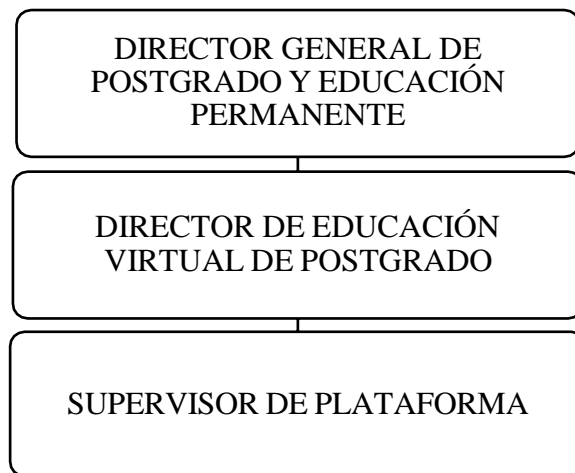 DIRECTOR GENERAL DE
POSTGRADO Y EDUCACIÓN
PERMANENTE
DIRECTOR DE EDUCACIÓN
VIRTUAL DE POSTGRADO
SUPERVISOR DE PLATAFORMA